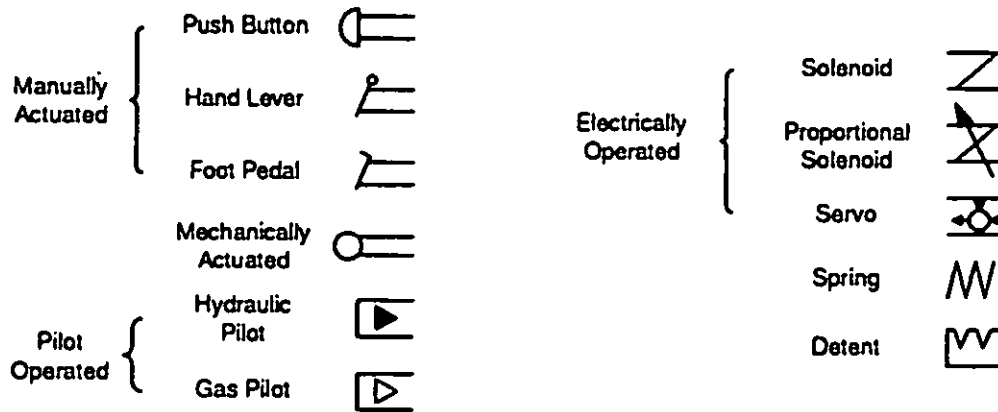 Push Button
Manually
Actuated
Hand Lever
Foot Pedal
Mechanically
Actuated
Pilot
Operated
Hydraulic
Pilot
Gas Pilot
Electrically
Operated
Solenoid
Proportional
Solenoid
Servo
Spring
Detent